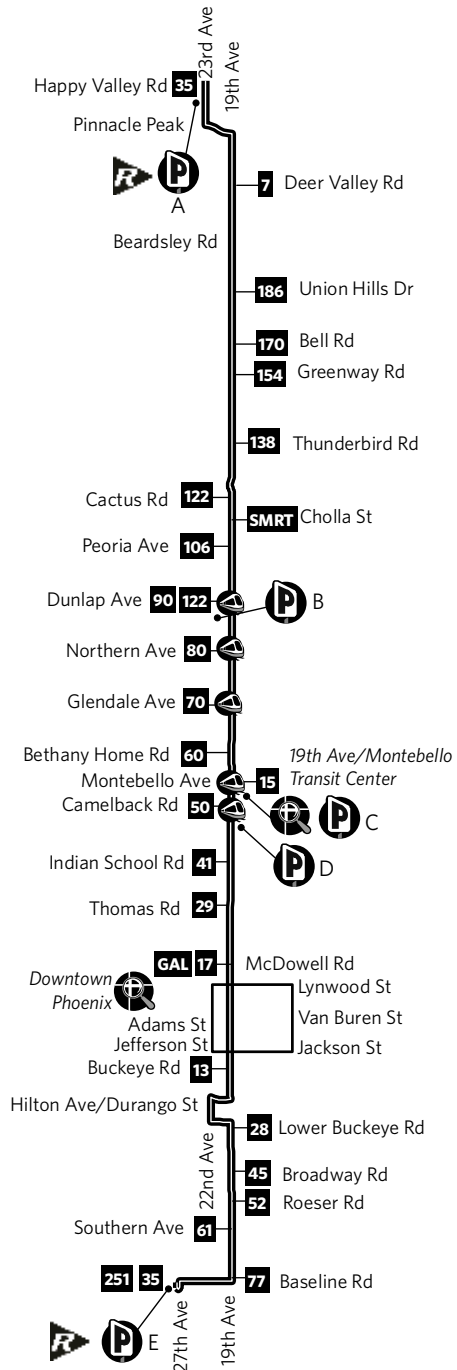 23rd Ave
19th Ave
Happy Valley Rd 35
Pinnacle Peak
R P
A
7 Deer Valley Rd
Beardsley Rd
186 Union Hills Dr
170 Bell Rd
154 Greenway Rd
138 Thunderbird Rd
Cactus Rd 122
SMRT Cholla St
Peoria Ave 106
Dunlap Ave 90 122
P B
Northern Ave 80
Glendale Ave 70
Bethany Home Rd 60
19th Ave/Montebello
Transit Center
Montebello Ave 15
Camelback Rd 50
P C
P D
Indian School Rd 41
Thomas Rd 29
GAL 17 McDowell Rd
Downtown
Phoenix
Lynwood St
Adams St
Van Buren St
Jefferson St
Jackson St
Buckeye Rd 13
Hilton Ave/Durango St
28 Lower Buckeye Rd
22nd Ave
45 Broadway Rd
52 Roeser Rd
Southern Ave 61
251 35
77 Baseline Rd
R P E
27th Ave
19th Ave